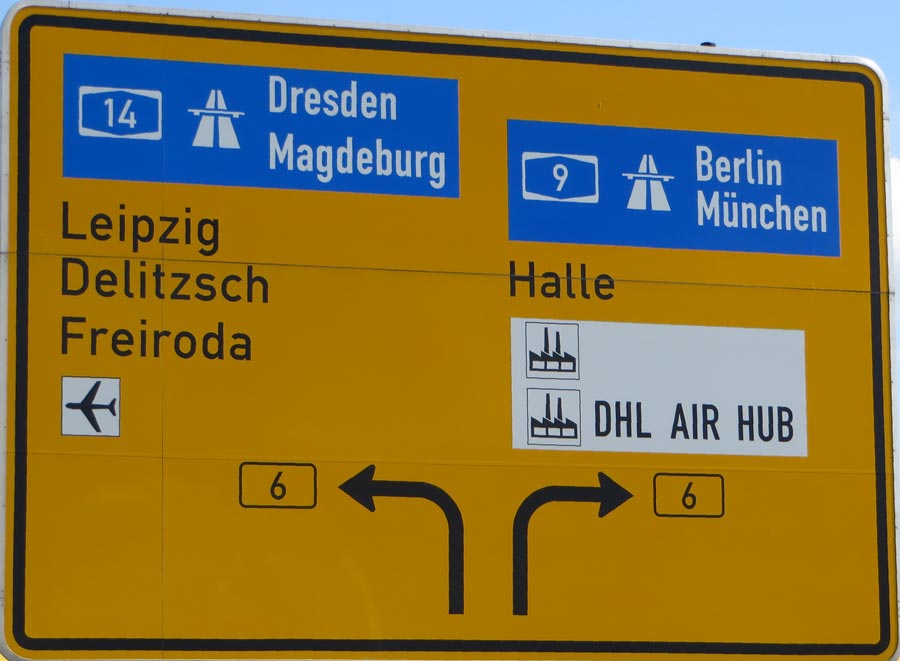 14
Dresden
Magdeburg
Leipzig
Delitzsch
Freiroda
6
9
Berlin
München
Halle
DHL AIR HUB
6